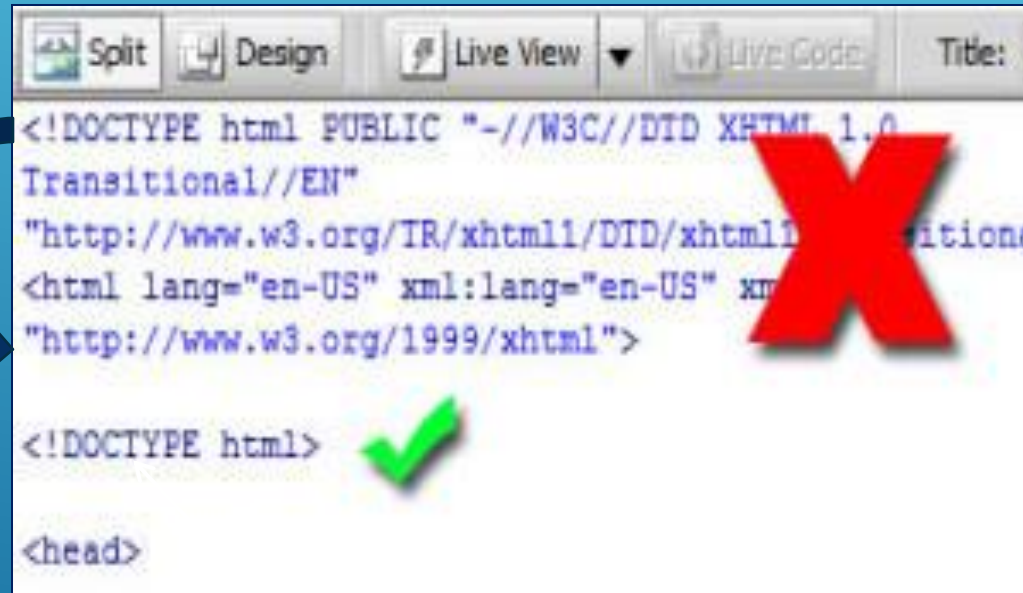 Split Design Live View Live Code Title:
<!DOCTYPE html PUBLIC "-//W3C//DTD XHTML 1.0
Transitional//EN"
"http://www.w3.org/TR/xhtml1/DTD/xhtml1
<html lang="en-US" xml:lang="en-US"
"http://www.w3.org/1999/xhtml">
<!DOCTYPE html>
<head>